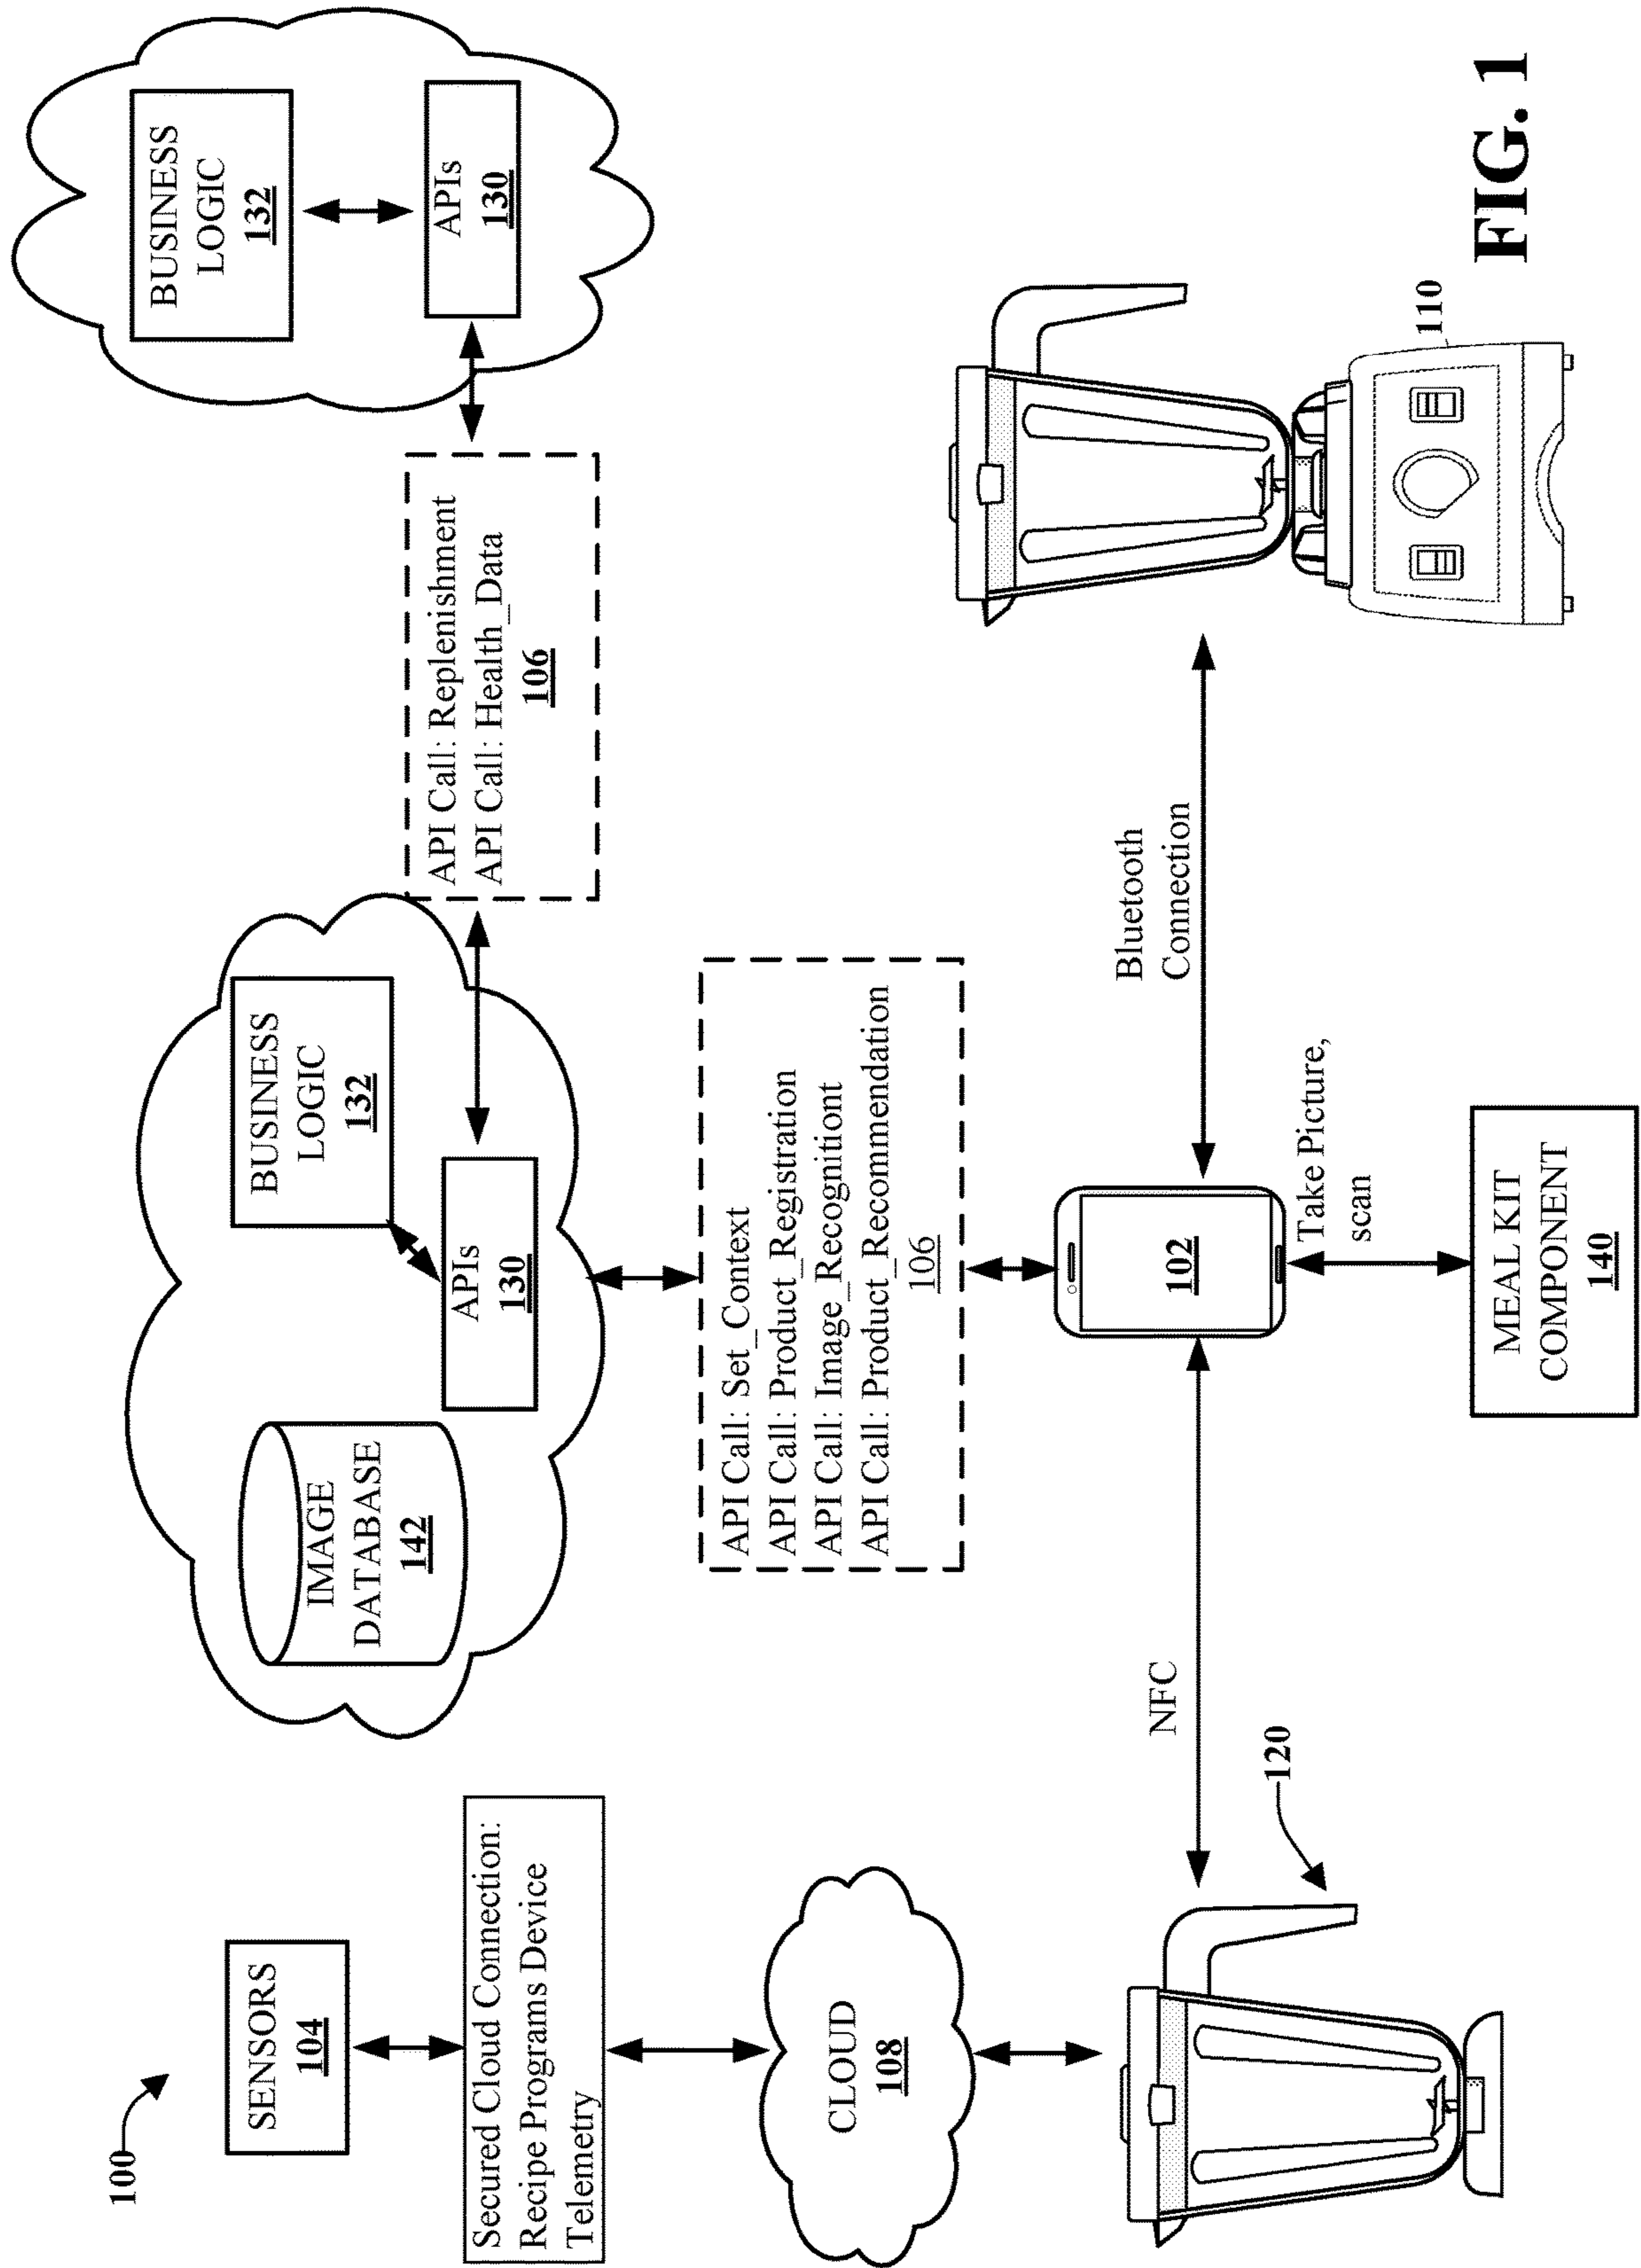 100
SENSORS
104
Secured Cloud Connection:
Recipe Programs Device
Telemetry
CLOUD
108
120
NFC
IMAGE
DATABASE
142
BUSINESS
LOGIC
132
APIs
130
API Call: Set_Context
API Call: Product_Registration
API Call: Image_Recognitiont
API Call: Product_Recommendation
106
102
Take Picture,
scan
MEAL KIT
COMPONENT
140
API Call: Replenishment
API Call: Health_Data
106
BUSINESS
LOGIC
132
APIs
130
Bluetooth
Connection
110
FIG. 1